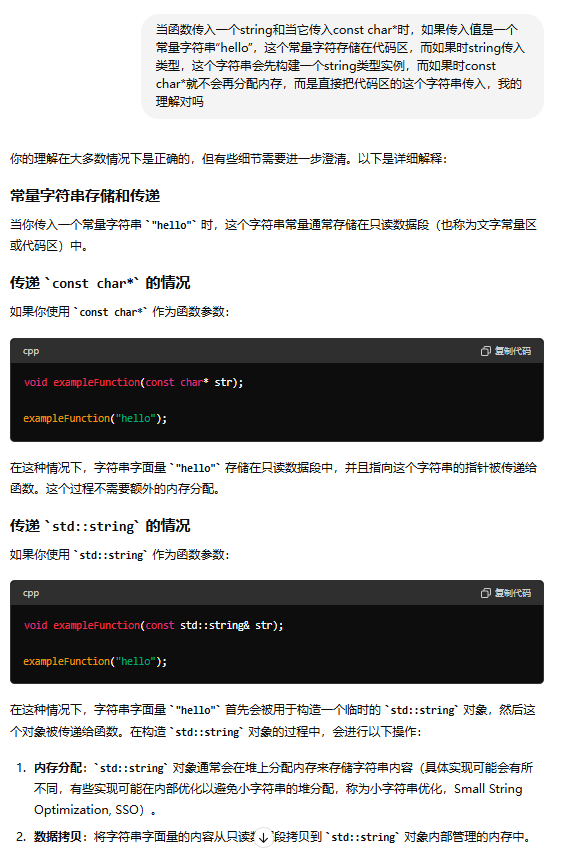 当函数传入一个string和当它传入const char*时，如果传入值是一个
常量字符串“hello”，这个常量字符存储在代码区，而如果时string传入
类型，这个字符串会先构建一个string类型实例，而如果时const
char*就不会再分配内存，而是直接把代码区的这个字符串传入，我的
理解对吗
你的理解在大多数情况下是正确的，但有些细节需要进一步澄清。以下是详细解释：
常量字符串存储和传递
当你传入一个常量字符串 `"hello"` 时，这个字符串常量通常存储在只读数据段（也称为文字常量区
或代码区）中。
传递 `const char*` 的情况
如果你使用 `const char*` 作为函数参数：
cpp 复制代码
void exampleFunction(const char* str);
exampleFunction("hello");
在这种情况下，字符串字面量 `"hello"` 存储在只读数据段中，并且指向这个字符串的指针被传递给
函数。这个过程不需要额外的内存分配。
传递 `std::string` 的情况
如果你使用 `std::string` 作为函数参数：
cpp 复制代码
void exampleFunction(const std::string& str);
exampleFunction("hello");
在这种情况下，字符串字面量 `"hello"` 首先会被用于构造一个临时的 `std::string` 对象，然后这
个对象被传递给函数。在构造 `std::string` 对象的过程中，会进行以下操作：
1. 内存分配：`std::string` 对象通常会在堆上分配内存来存储字符串内容（具体实现可能会有所
不同，有些实现可能在内部优化以避免小字符串的堆分配，称为小字符串优化，Small String
Optimization, SSO）。
2. 数据拷贝：将字符串字面量的内容从只读数段拷贝到 `std::string` 对象内部管理的内存中。